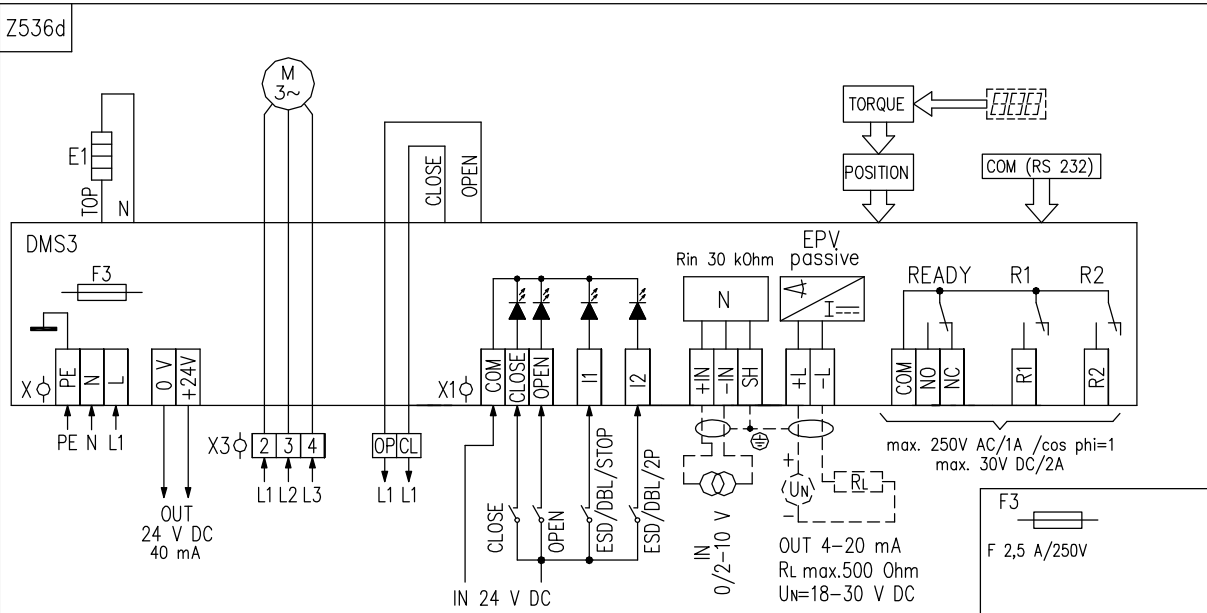 Z536d
M
3~
E1
TOP
N
CLOSE
OPEN
TORQUE
POSITION
COM (RS 232)
DMS3
F3
Rin 30 kOhm
EPV
passive
N
I
READY
R1
R2
X
PE
N
L
0 V
+24V
X1
COM
CLOSE
OPEN
I1
I2
+IN
-IN
SH
+L
-L
COM
NO
NC
R1
R2
PE N L1
X3
2 3 4
OP CL
L1 L2 L3
L1 L1
OUT
24 V DC
40 mA
CLOSE
OPEN
ESD/DBL/STOP
ESD/DBL/2P
IN 24 V DC
IN
0/2-10 V
+
UN
-
RL
OUT 4-20 mA
RL max.500 Ohm
UN=18-30 V DC
max. 250V AC/1A /cos phi=1
max. 30V DC/2A
F3
F 2,5 A/250V